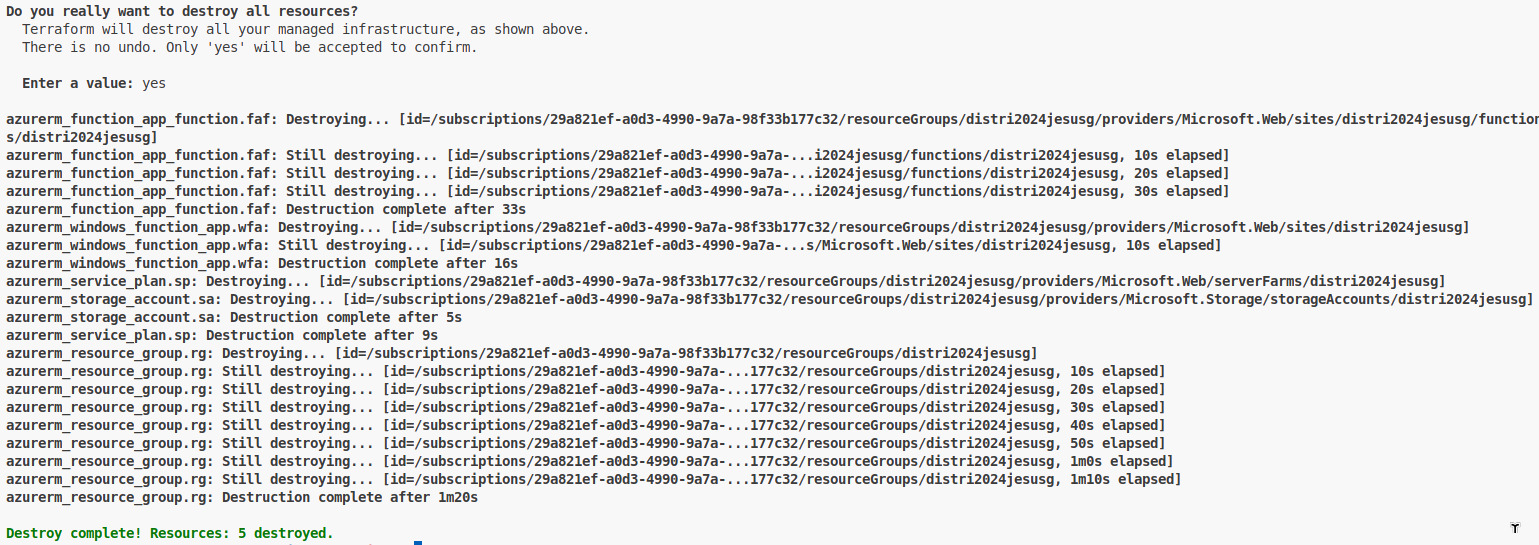 Do you really want to destroy all resources?
  Terraform will destroy all your managed infrastructure, as shown above.
  There is no undo. Only 'yes' will be accepted to confirm.

  Enter a value: yes

azurerm_function_app_function.faf: Destroying... [id=/subscriptions/29a821ef-a0d3-4990-9a7a-98f33b177c32/resourceGroups/distri2024jesusg/providers/Microsoft.Web/sites/distri2024jesusg/function
s/distri2024jesusg]
azurerm_function_app_function.faf: Still destroying... [id=/subscriptions/29a821ef-a0d3-4990-9a7a-...i2024jesusg/functions/distri2024jesusg, 10s elapsed]
azurerm_function_app_function.faf: Still destroying... [id=/subscriptions/29a821ef-a0d3-4990-9a7a-...i2024jesusg/functions/distri2024jesusg, 20s elapsed]
azurerm_function_app_function.faf: Still destroying... [id=/subscriptions/29a821ef-a0d3-4990-9a7a-...i2024jesusg/functions/distri2024jesusg, 30s elapsed]
azurerm_function_app_function.faf: Destruction complete after 33s
azurerm_windows_function_app.wfa: Destroying... [id=/subscriptions/29a821ef-a0d3-4990-9a7a-98f33b177c32/resourceGroups/distri2024jesusg/providers/Microsoft.Web/sites/distri2024jesusg]
azurerm_windows_function_app.wfa: Still destroying... [id=/subscriptions/29a821ef-a0d3-4990-9a7a-...s/Microsoft.Web/sites/distri2024jesusg, 10s elapsed]
azurerm_windows_function_app.wfa: Destruction complete after 16s
azurerm_service_plan.sp: Destroying... [id=/subscriptions/29a821ef-a0d3-4990-9a7a-98f33b177c32/resourceGroups/distri2024jesusg/providers/Microsoft.Web/serverFarms/distri2024jesusg]
azurerm_storage_account.sa: Destroying... [id=/subscriptions/29a821ef-a0d3-4990-9a7a-98f33b177c32/resourceGroups/distri2024jesusg/providers/Microsoft.Storage/storageAccounts/distri2024jesusg]
azurerm_storage_account.sa: Destruction complete after 5s
azurerm_service_plan.sp: Destruction complete after 9s
azurerm_resource_group.rg: Destroying... [id=/subscriptions/29a821ef-a0d3-4990-9a7a-98f33b177c32/resourceGroups/distri2024jesusg]
azurerm_resource_group.rg: Still destroying... [id=/subscriptions/29a821ef-a0d3-4990-9a7a-...177c32/resourceGroups/distri2024jesusg, 10s elapsed]
azurerm_resource_group.rg: Still destroying... [id=/subscriptions/29a821ef-a0d3-4990-9a7a-...177c32/resourceGroups/distri2024jesusg, 20s elapsed]
azurerm_resource_group.rg: Still destroying... [id=/subscriptions/29a821ef-a0d3-4990-9a7a-...177c32/resourceGroups/distri2024jesusg, 30s elapsed]
azurerm_resource_group.rg: Still destroying... [id=/subscriptions/29a821ef-a0d3-4990-9a7a-...177c32/resourceGroups/distri2024jesusg, 40s elapsed]
azurerm_resource_group.rg: Still destroying... [id=/subscriptions/29a821ef-a0d3-4990-9a7a-...177c32/resourceGroups/distri2024jesusg, 50s elapsed]
azurerm_resource_group.rg: Still destroying... [id=/subscriptions/29a821ef-a0d3-4990-9a7a-...177c32/resourceGroups/distri2024jesusg, 1m0s elapsed]
azurerm_resource_group.rg: Still destroying... [id=/subscriptions/29a821ef-a0d3-4990-9a7a-...177c32/resourceGroups/distri2024jesusg, 1m10s elapsed]
azurerm_resource_group.rg: Destruction complete after 1m20s

Destroy complete! Resources: 5 destroyed.